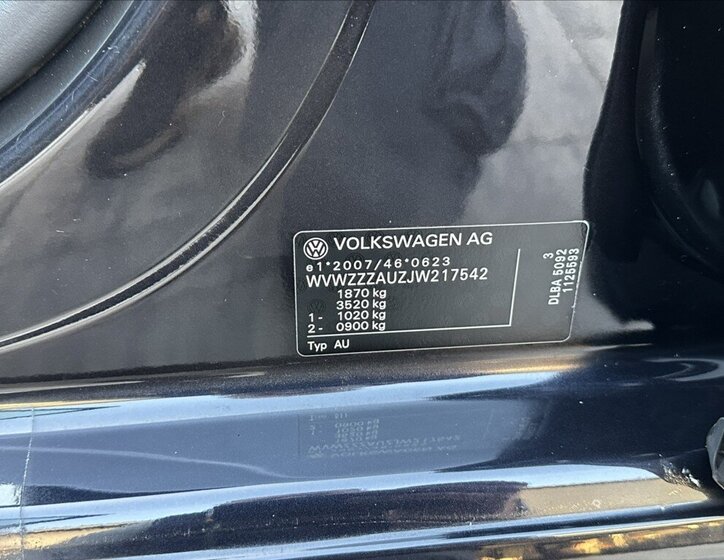 VOLKSWAGEN AG
e1*2007/46*0623
WVWZZZAUZJW217542
1870 kg
3520 kg
1- 1020 kg
2- 0900 kg
Typ AU
3
DLBA 5092
1125593